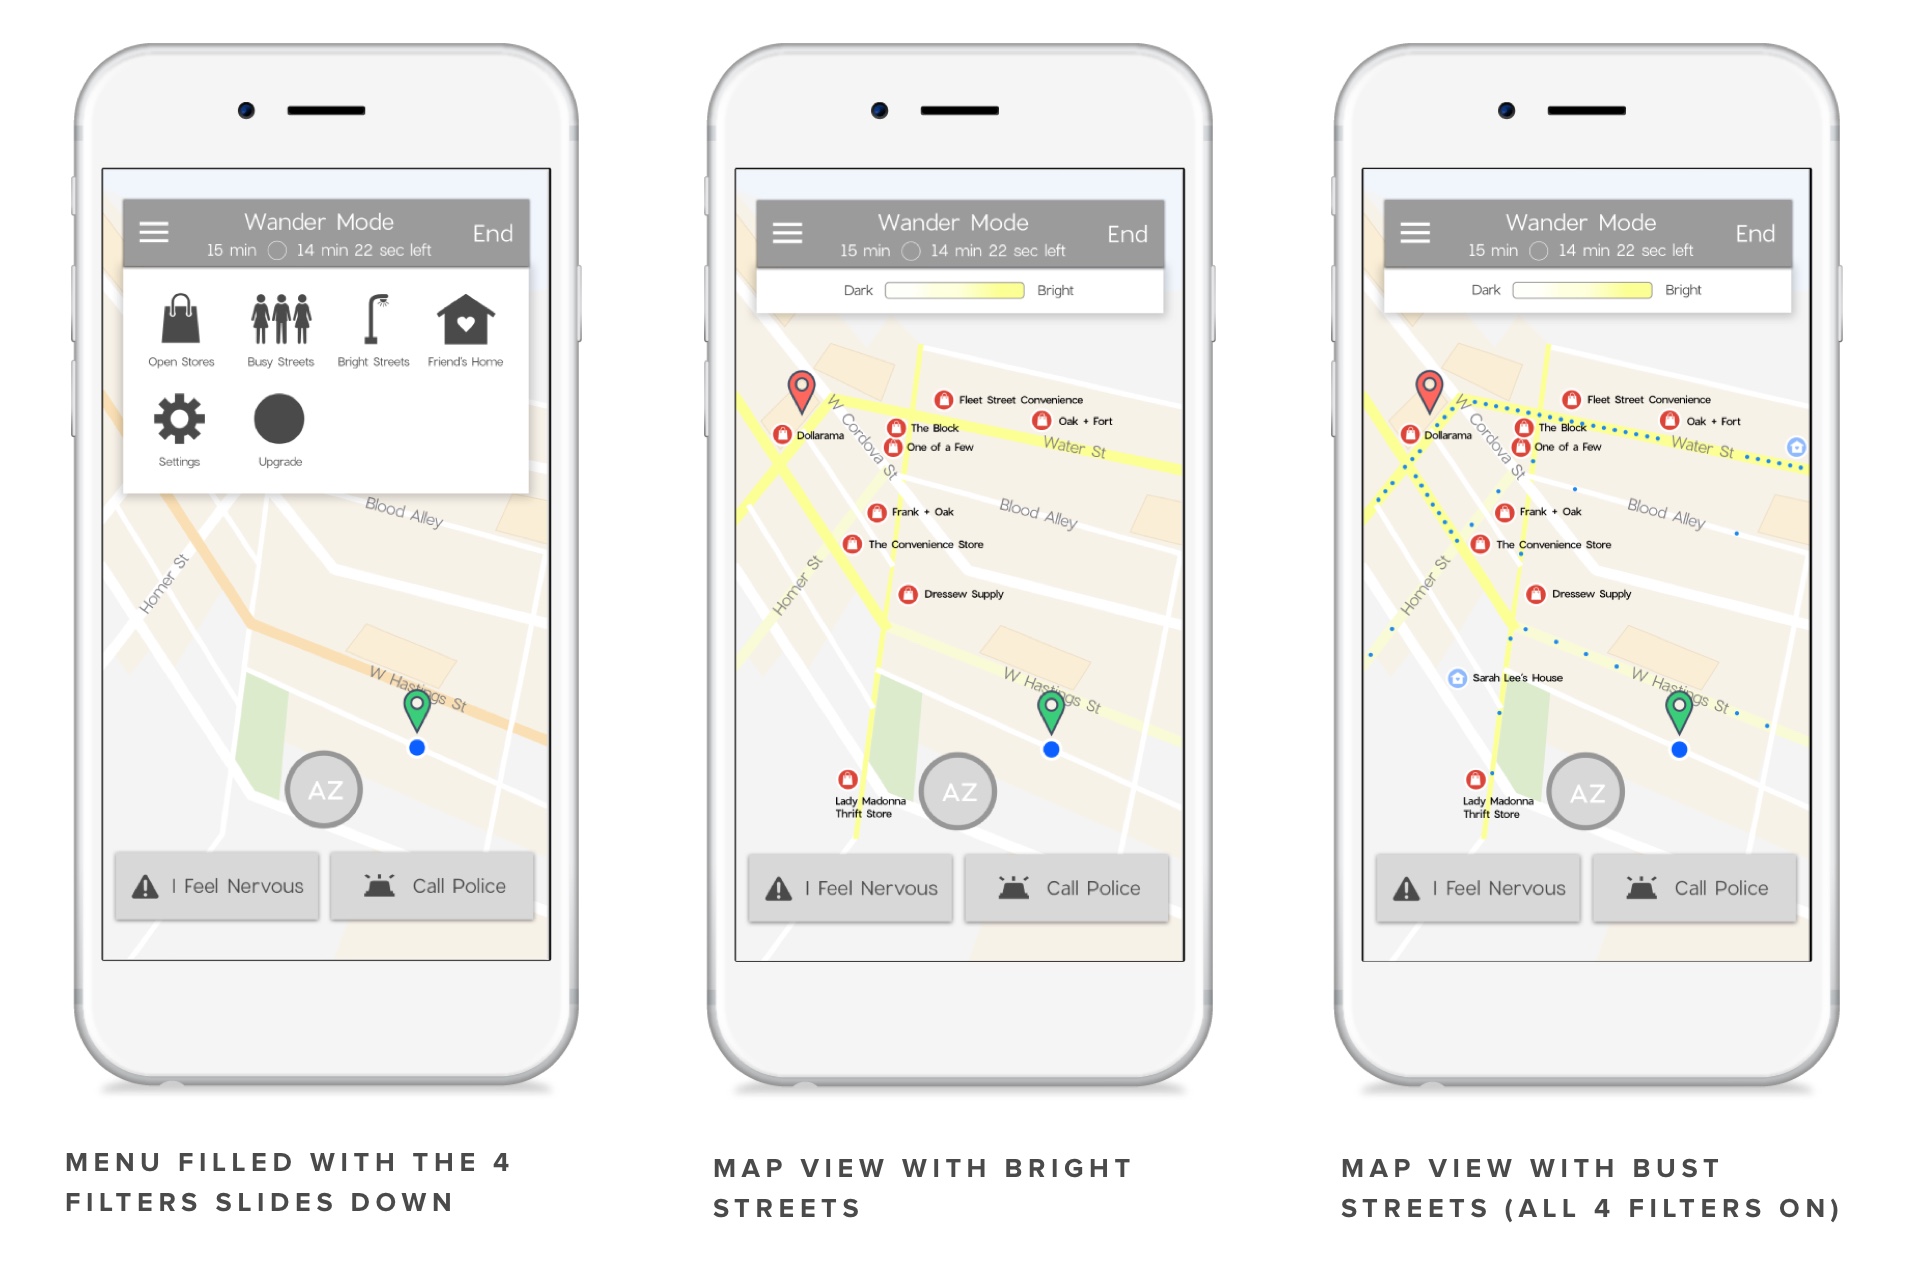 Wander Mode
15 min 14 min 22 sec left
End
Open Stores
Busy Streets
Bright Streets
Friend's Home
Settings
Upgrade
Blood Alley
Homer St
W Hastings St
AZ
I Feel Nervous
Call Police
MENU FILLED WITH THE 4
FILTERS SLIDES DOWN
Wander Mode
15 min 14 min 22 sec left
End
Dark
Bright
Fleet Street Convenience
Oak + Fort
W Cordova St
The Block
Dollarama
One of a Few
Water St
Frank + Oak
Blood Alley
The Convenience Store
Homer St
Dressew Supply
W Hastings St
Lady Madonna
Thrift Store
AZ
I Feel Nervous
Call Police
MAP VIEW WITH BRIGHT
STREETS
Wander Mode
15 min 14 min 22 sec left
End
Dark
Bright
Fleet Street Convenience
Oak + Fort
W Cordova St
The Block
Dollarama
One of a Few
Water St
Frank + Oak
Blood Alley
The Convenience Store
Homer St
Dressew Supply
Sarah Lee's House
W Hastings St
Lady Madonna
Thrift Store
AZ
I Feel Nervous
Call Police
MAP VIEW WITH BUST
STREETS (ALL 4 FILTERS ON)